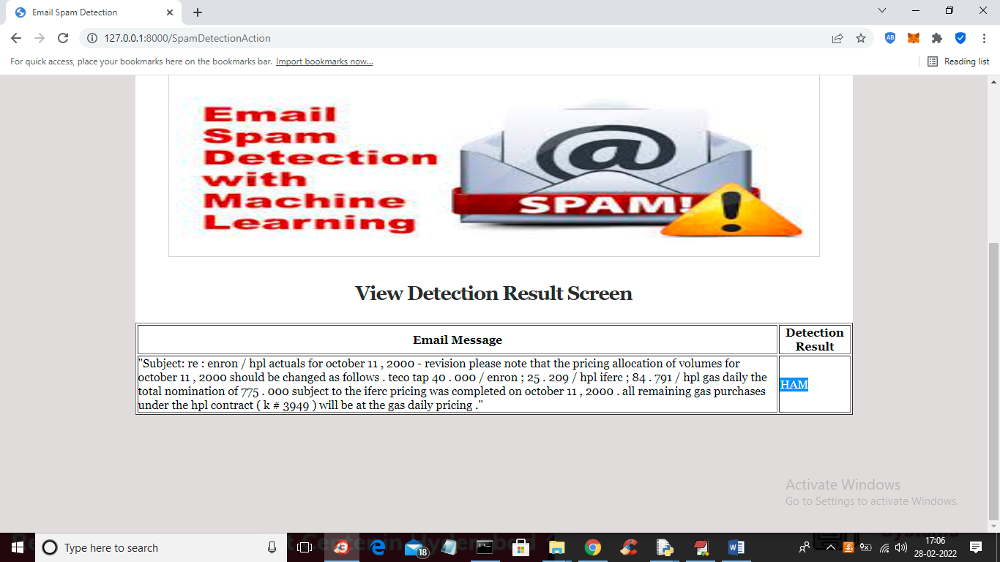 Email Spam Detection
127.0.0.1:8000/SpamDetectionAction
AB
For quick access, place your bookmarks here on the bookmarks bar. Import bookmarks now...
Reading list
Email
Spam
Detection
with
Machine
Learning
@
SPAM!
View Detection Result Screen
Email Message
Detection
Result
"Subject: re : enron / hpl actuals for october 11 , 2000 - revision please note that the pricing allocation of volumes for
october 11 , 2000 should be changed as follows . teco tap 40 . 000 / enron ; 25 . 209 / hpl iferc ; 84 . 791 / hpl gas daily the
total nomination of 775 . 000 subject to the iferc pricing was completed on october 11 , 2000 . all remaining gas purchases
under the hpl contract ( k # 3949 ) will be at the gas daily pricing ."
HAM
Activate Windows
Go to Settings to activate Windows.
Type here to search
18
17:06
28-02-2022